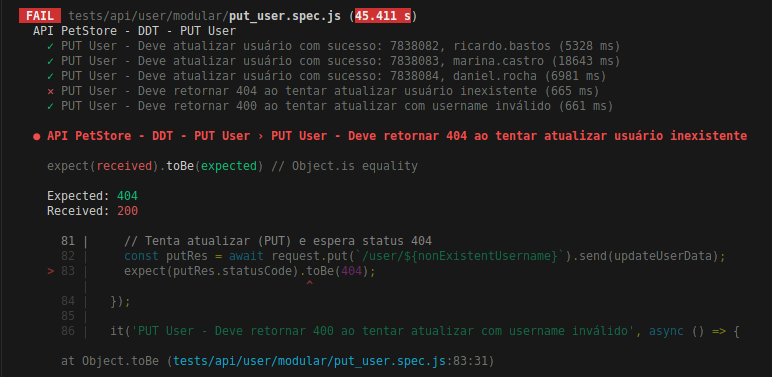 FAIL tests/api/user/modular/put_user.spec.js (45.411 s)
API PetStore - DDT - PUT User
✓ PUT User - Deve atualizar usuário com sucesso: 7838082, ricardo.bastos (5328 ms)
✓ PUT User - Deve atualizar usuário com sucesso: 7838083, marina.castro (18643 ms)
✓ PUT User - Deve atualizar usuário com sucesso: 7838084, daniel.rocha (6981 ms)
✕ PUT User - Deve retornar 404 ao tentar atualizar usuário inexistente (665 ms)
✓ PUT User - Deve retornar 400 ao tentar atualizar com username inválido (661 ms)
● API PetStore - DDT - PUT User › PUT User - Deve retornar 404 ao tentar atualizar usuário inexistente
expect(received).toBe(expected) // Object.is equality
Expected: 404
Received: 200
81 | // Tenta atualizar (PUT) e espera status 404
82 | const putRes = await request.put(`/user/${nonExistentUsername}`).send(updateUserData);
> 83 | expect(putRes.statusCode).toBe(404);
| ^
84 | });
85 |
86 | it('PUT User - Deve retornar 400 ao tentar atualizar com username inválido', async () => {
at Object.toBe (tests/api/user/modular/put_user.spec.js:83:31)